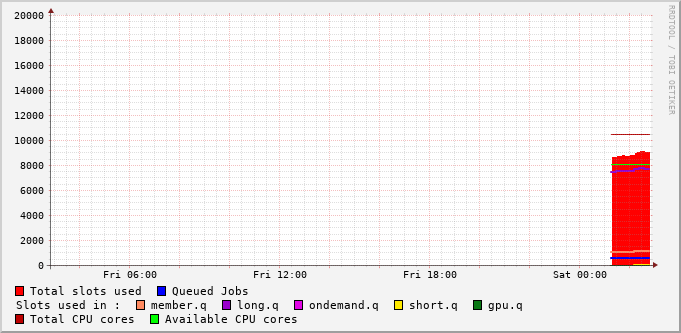 RRDTOOL / TOBI OETIKER
20000
18000
16000
14000
12000
10000
8000
6000
4000
2000
0
Fri 06:00 Fri 12:00 Fri 18:00 Sat 00:00
Total slots used Queued Jobs
Slots used in : member.q long.q ondemand.q short.q gpu.q
Total CPU cores Available CPU cores